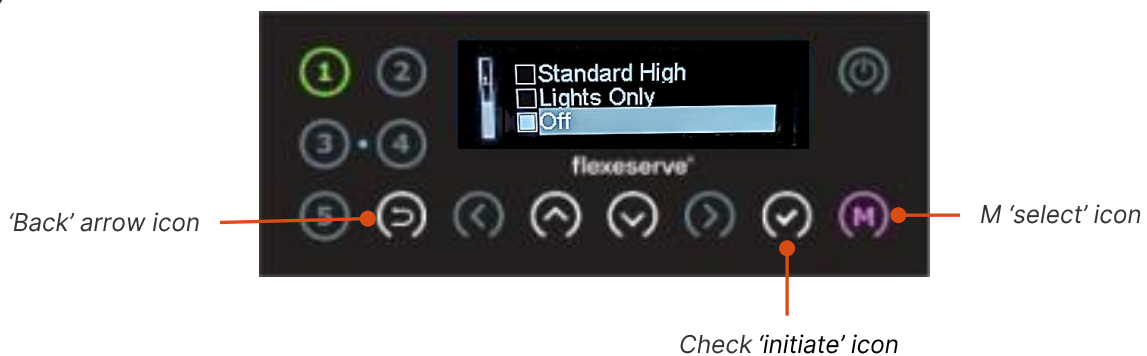 1 2
Standard High
Lights Only
Off
3 4
flexeserve
5
M
‘Back’ arrow icon
M ‘select’ icon
Check ‘initiate’ icon